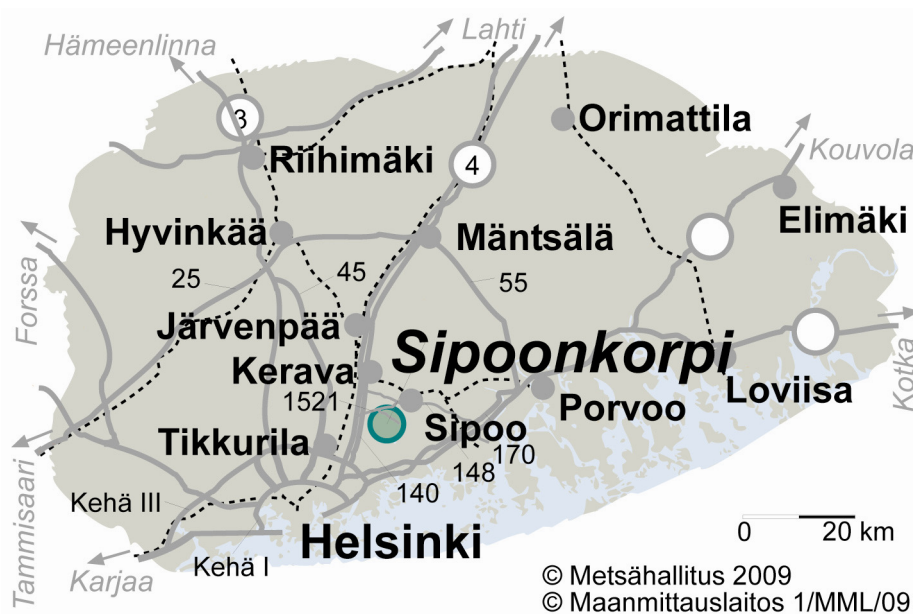 Lahti
Hämeenlinna
3
Orimattila
Riihimäki
4
Kouvola
Elimäki
Hyvinkää
Mäntsälä
25
45
55
Forssa
Järvenpää
Sipoonkorpi
Kerava
Loviisa
Kotka
1521
Porvoo
Sipoo
Tikkurila
170
148
140
Tammisaari
Kehä III
0 20 km
Helsinki
Kehä I
Karjaa
© Metsähallitus 2009
© Maanmittauslaitos 1/MML/09